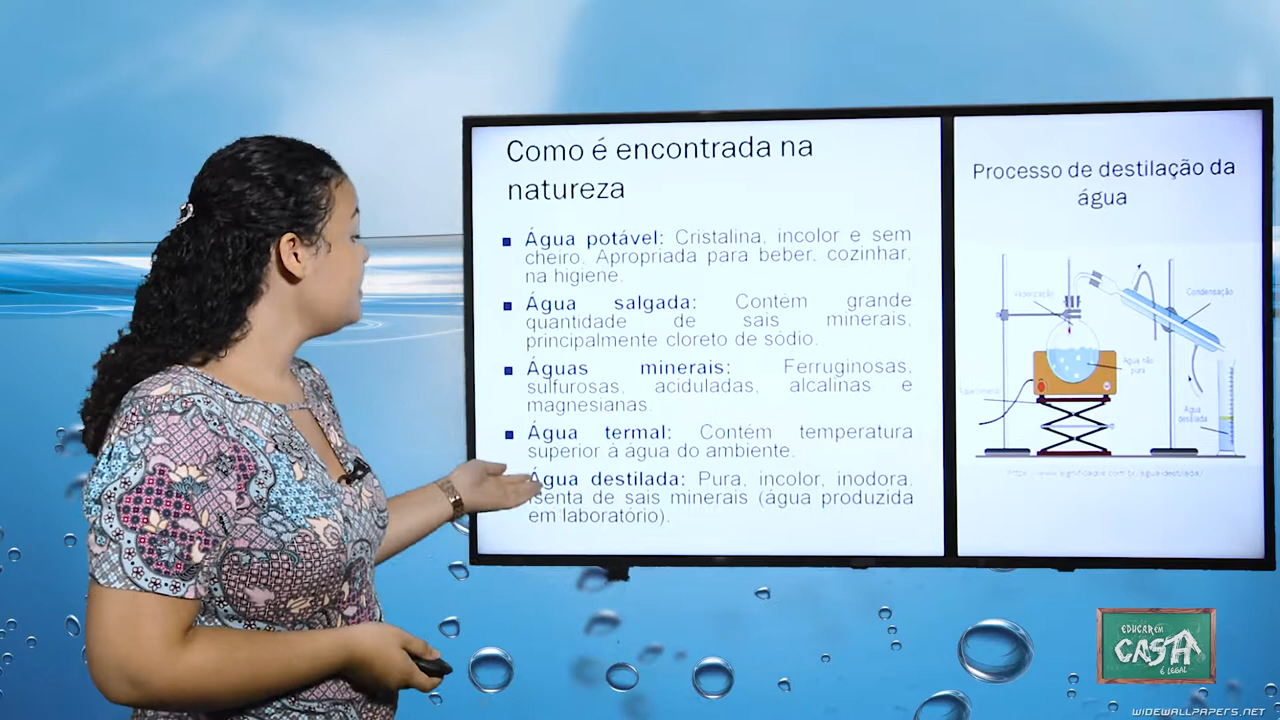 Como é encontrada na
natureza
Água potável: Cristalina, incolor e sem
cheiro. Apropriada para beber, cozinhar,
na higiene.
Água salgada: Contém grande
quantidade de sais minerais,
principalmente cloreto de sódio.
Águas minerais: Ferruginosas,
sulfurosas, aciduladas, alcalinas e
magnesianas.
Água termal: Contém temperatura
superior à água do ambiente.
Água destilada: Pura, incolor, inodora.
senta de sais minerais (água produzida
em laboratório).
Processo de destilação da
água
Condensação
Água não
pura
Água
destilada
EDUCAR EM
CASA
É LEGAL
WIDEWALLPAPERS.NET